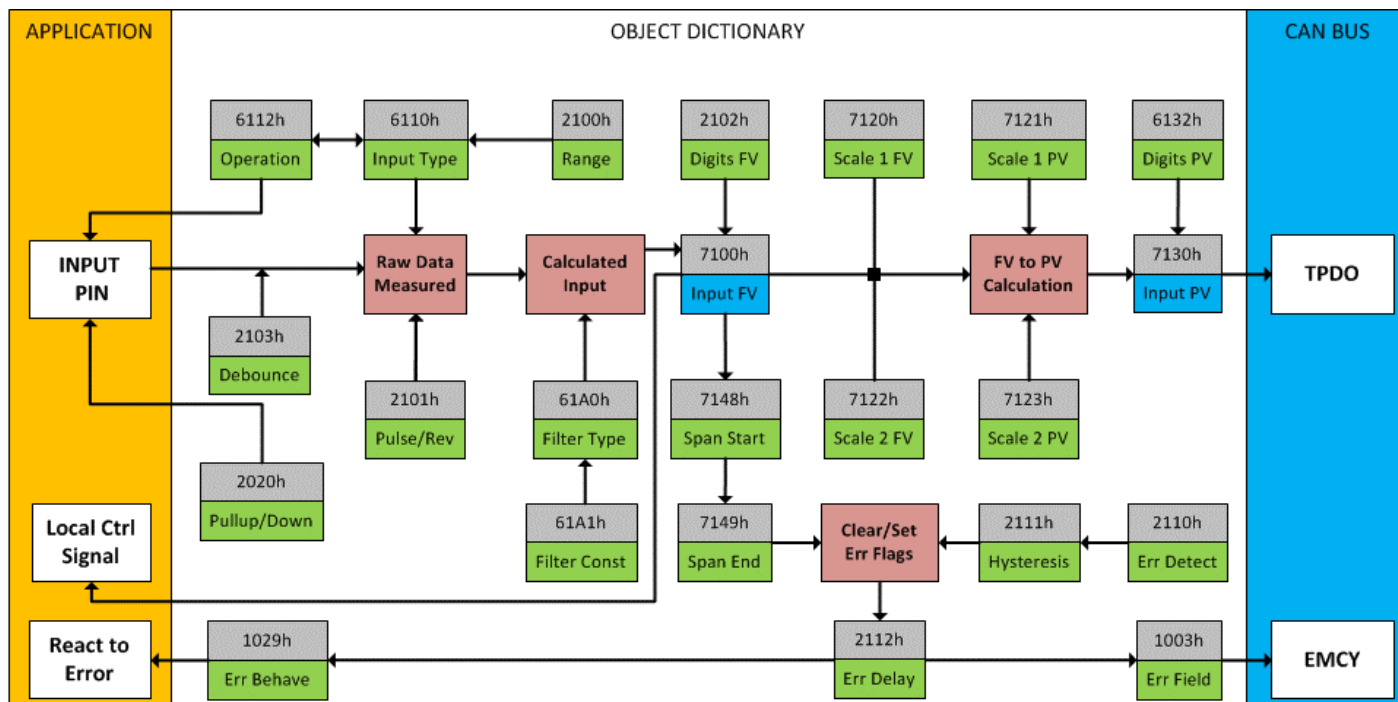 APPLICATION
OBJECT DICTIONARY
CAN BUS
6112h
Operation
6110h
Input Type
2100h
Range
2102h
Digits FV
7120h
Scale 1 FV
7121h
Scale 1 PV
6132h
Digits PV
INPUT
PIN
Raw Data
Measured
Calculated
Input
7100h
Input FV
FV to PV
Calculation
7130h
Input PV
TPDO
2103h
Debounce
2101h
Pulse/Rev
61A0h
Filter Type
7148h
Span Start
7122h
Scale 2 FV
7123h
Scale 2 PV
2020h
Pullup/Down
Local Ctrl
Signal
61A1h
Filter Const
7149h
Span End
Clear/Set
Err Flags
2111h
Hysteresis
2110h
Err Detect
React to
Error
1029h
Err Behave
2112h
Err Delay
1003h
Err Field
EMCY